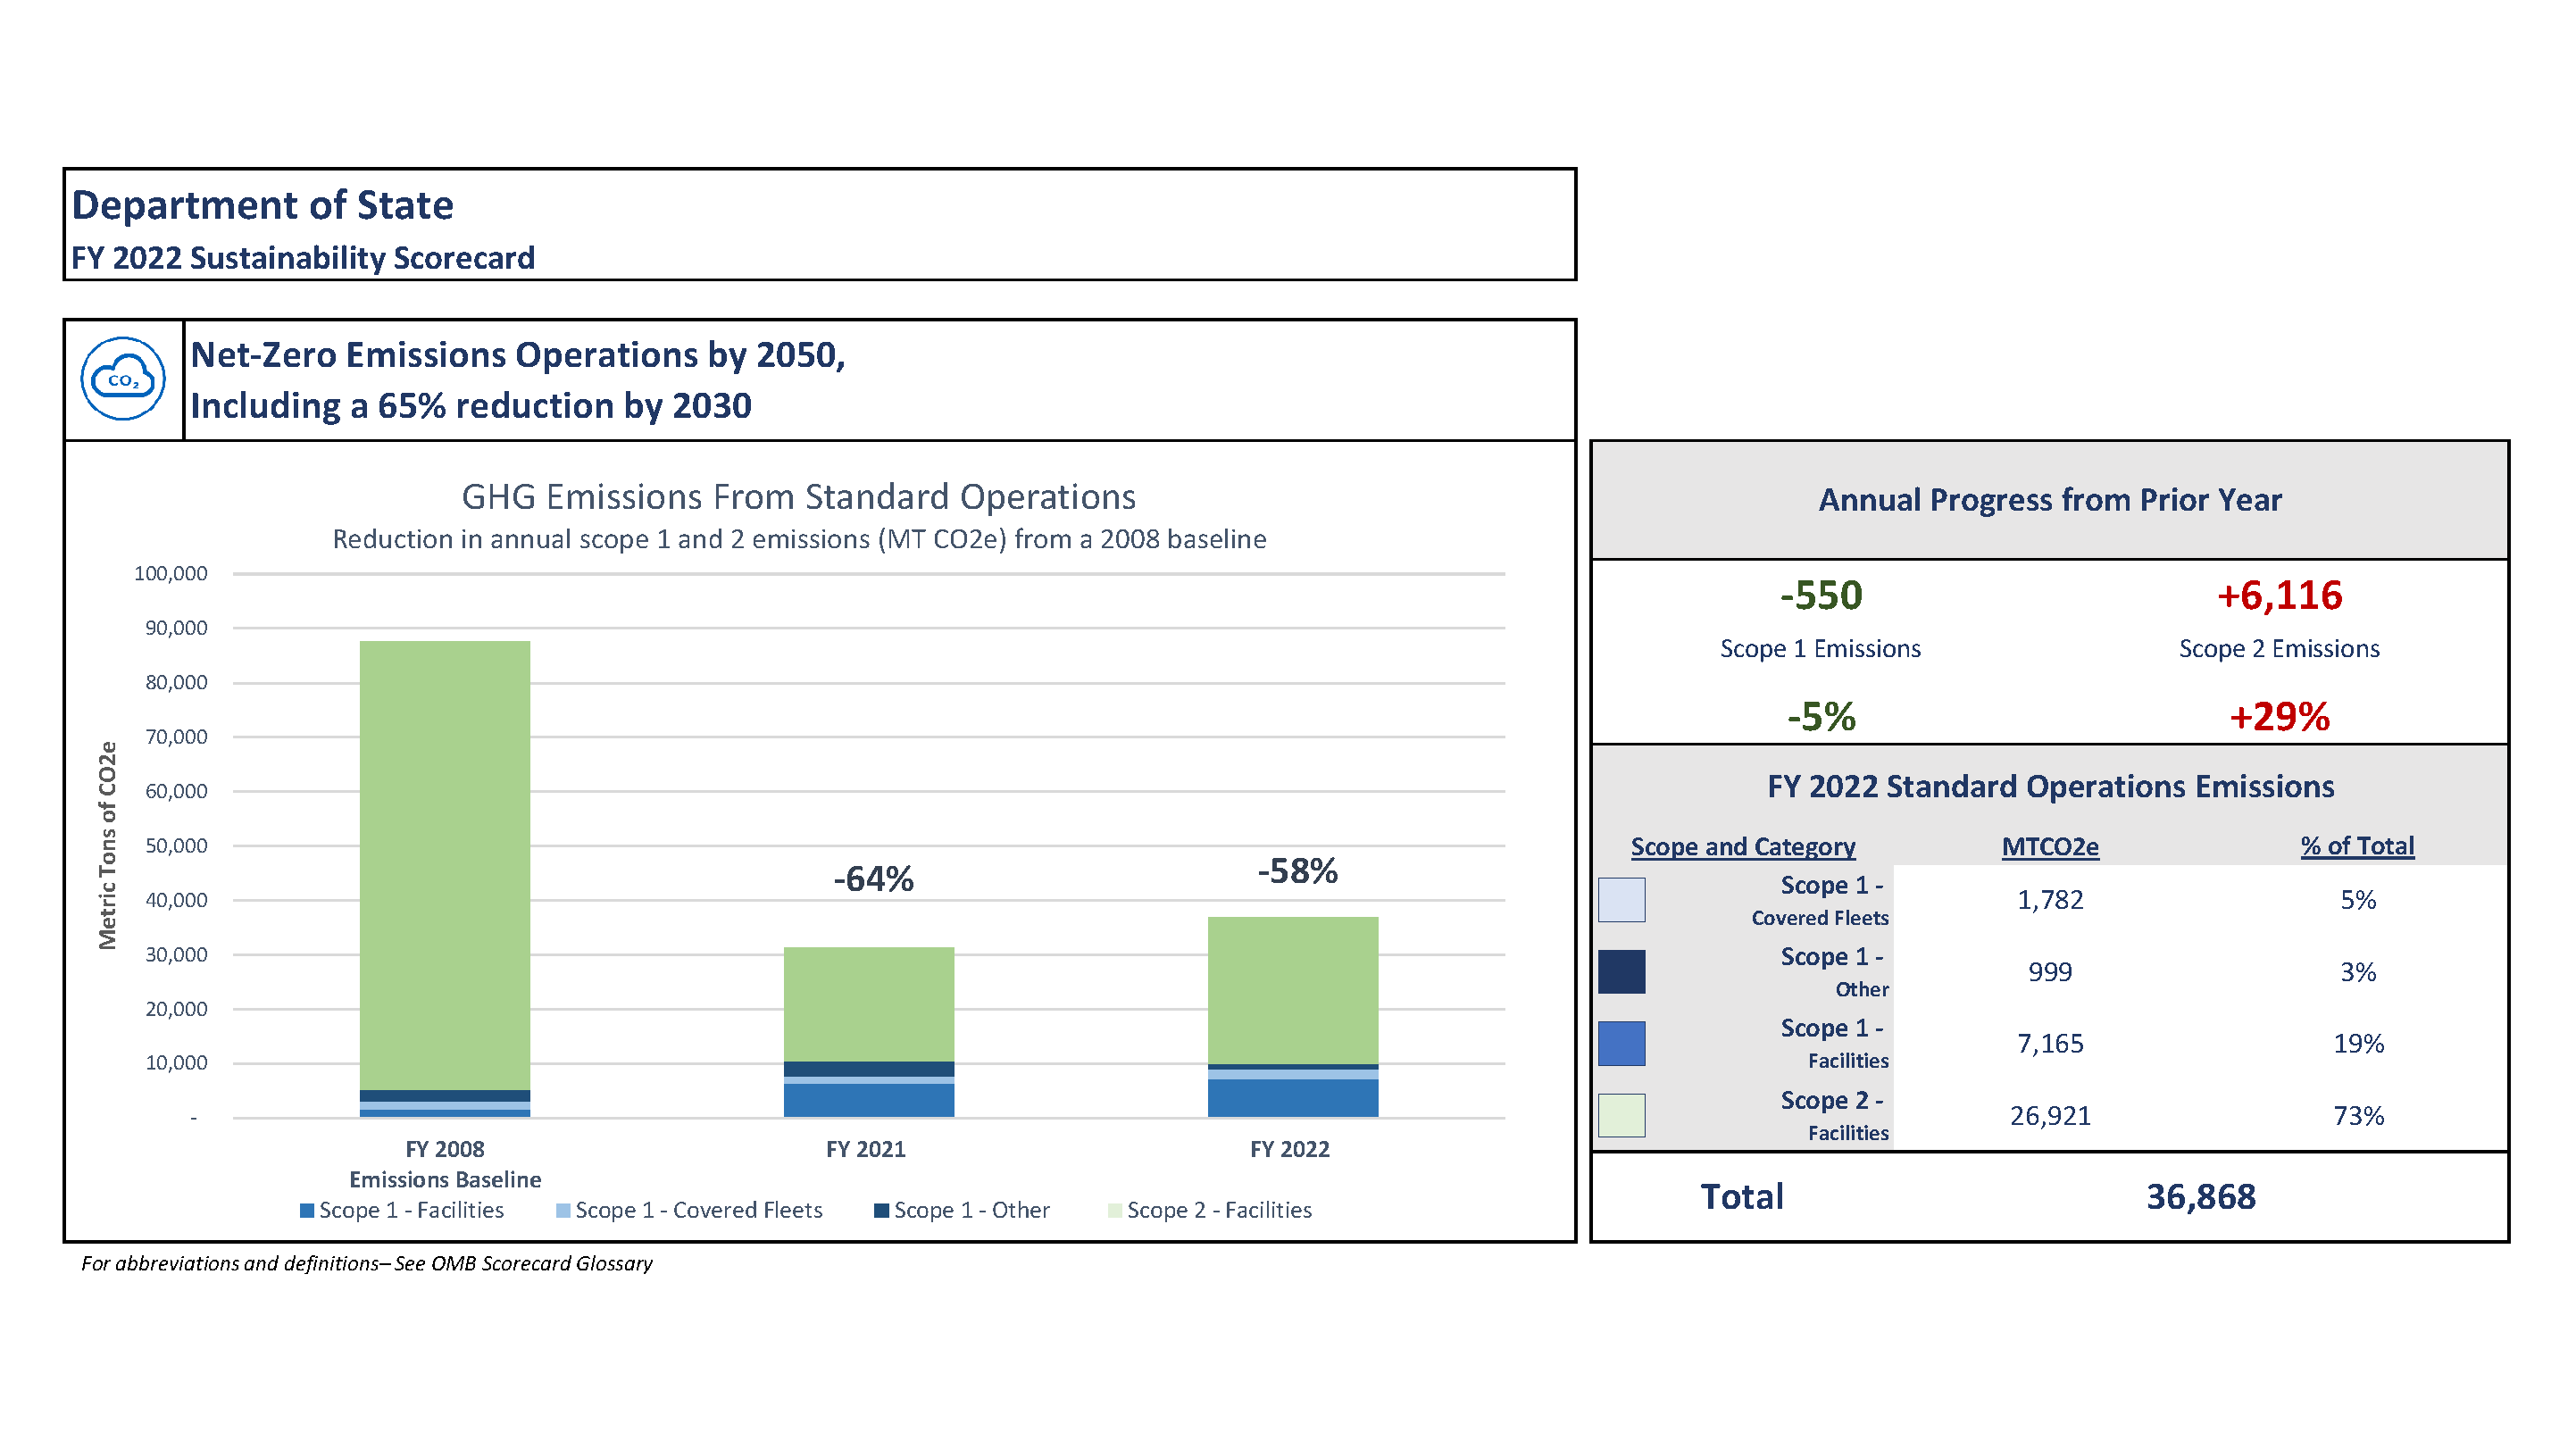 Department of State
FY 2022 Sustainability Scorecard
CO₂
Net-Zero Emissions Operations by 2050,
Including a 65% reduction by 2030
GHG Emissions From Standard Operations
Reduction in annual scope 1 and 2 emissions (MT CO2e) from a 2008 baseline
Metric Tons of CO2e
100,000
90,000
80,000
70,000
60,000
50,000
40,000
30,000
20,000
10,000
-
-64%
-58%
FY 2008
Emissions Baseline
FY 2021
FY 2022
Scope 1 - Facilities
Scope 1 - Covered Fleets
Scope 1 - Other
Scope 2 - Facilities
Annual Progress from Prior Year
-550
+6,116
Scope 1 Emissions
Scope 2 Emissions
-5%
+29%
FY 2022 Standard Operations Emissions
Scope and Category MTCO2e % of Total
Scope 1 -
Covered Fleets
1,782 5%
Scope 1 -
Other
999 3%
Scope 1 -
Facilities
7,165 19%
Scope 2 -
Facilities
26,921 73%
Total 36,868
For abbreviations and definitions– See OMB Scorecard Glossary